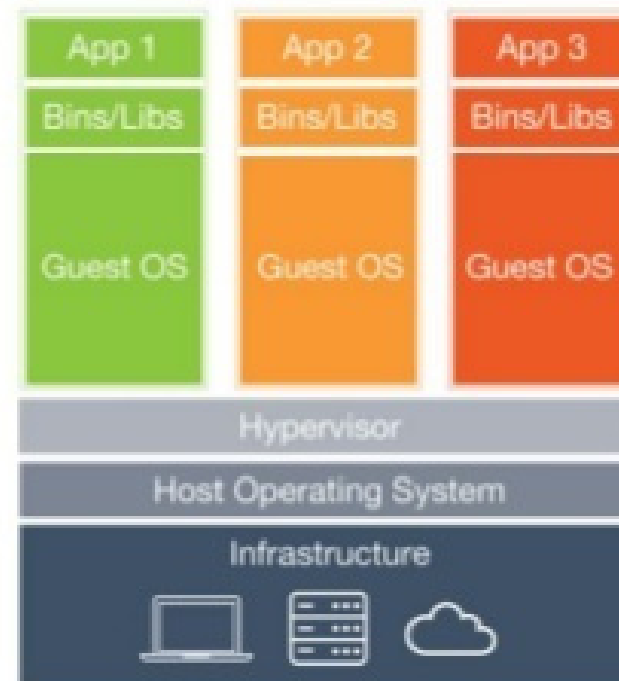 App 1 App 2 App 3
Bins/Libs Bins/Libs Bins/Libs
Guest OS Guest OS Guest OS
Hypervisor
Host Operating System
Infrastructure